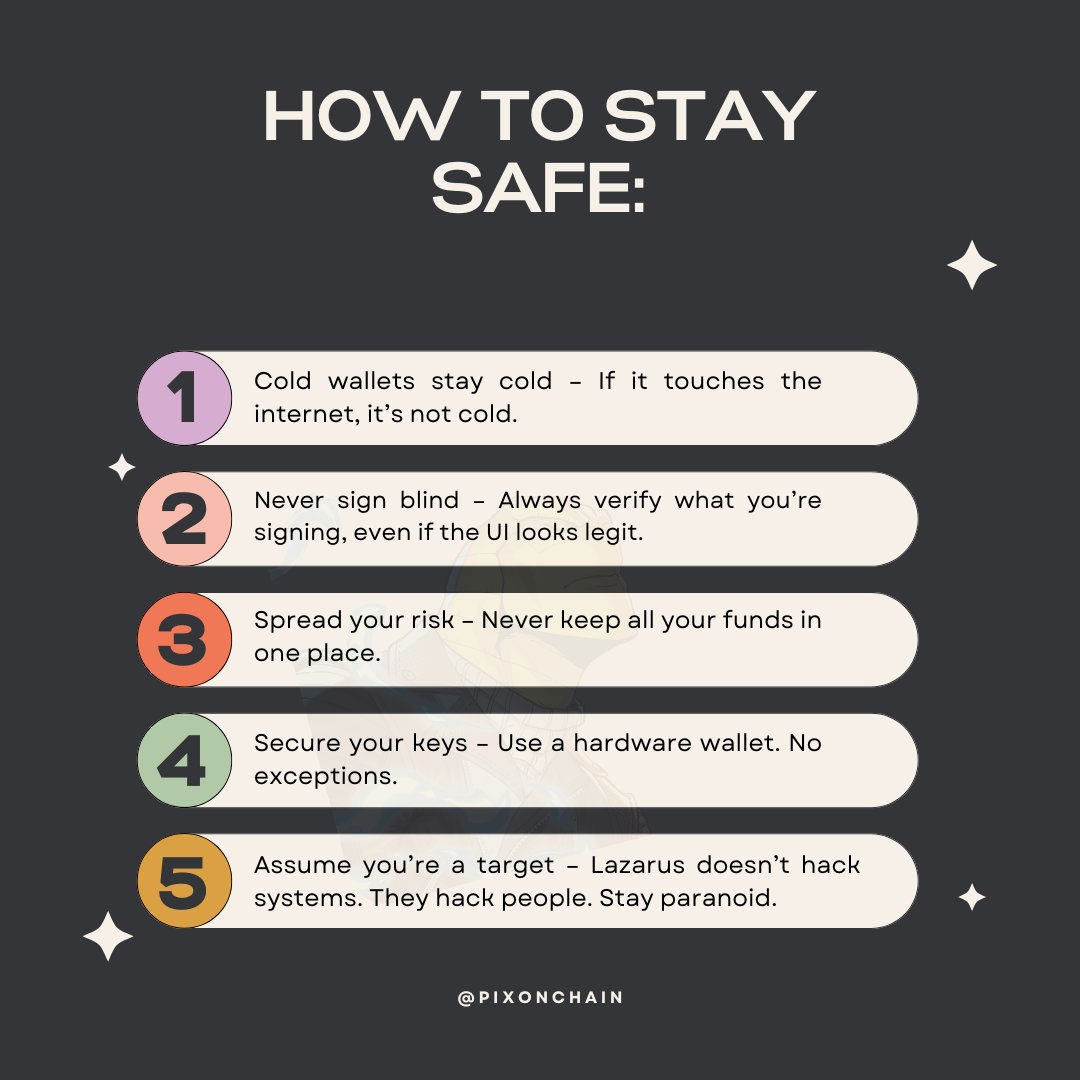 HOW TO STAY
SAFE:
1
Cold wallets stay cold – If it touches the
internet, it’s not cold.
2
Never sign blind – Always verify what you’re
signing, even if the UI looks legit.
3
Spread your risk – Never keep all your funds in
one place.
4
Secure your keys – Use a hardware wallet. No
exceptions.
5
Assume you’re a target – Lazarus doesn’t hack
systems. They hack people. Stay paranoid.
@PIXONCHAIN